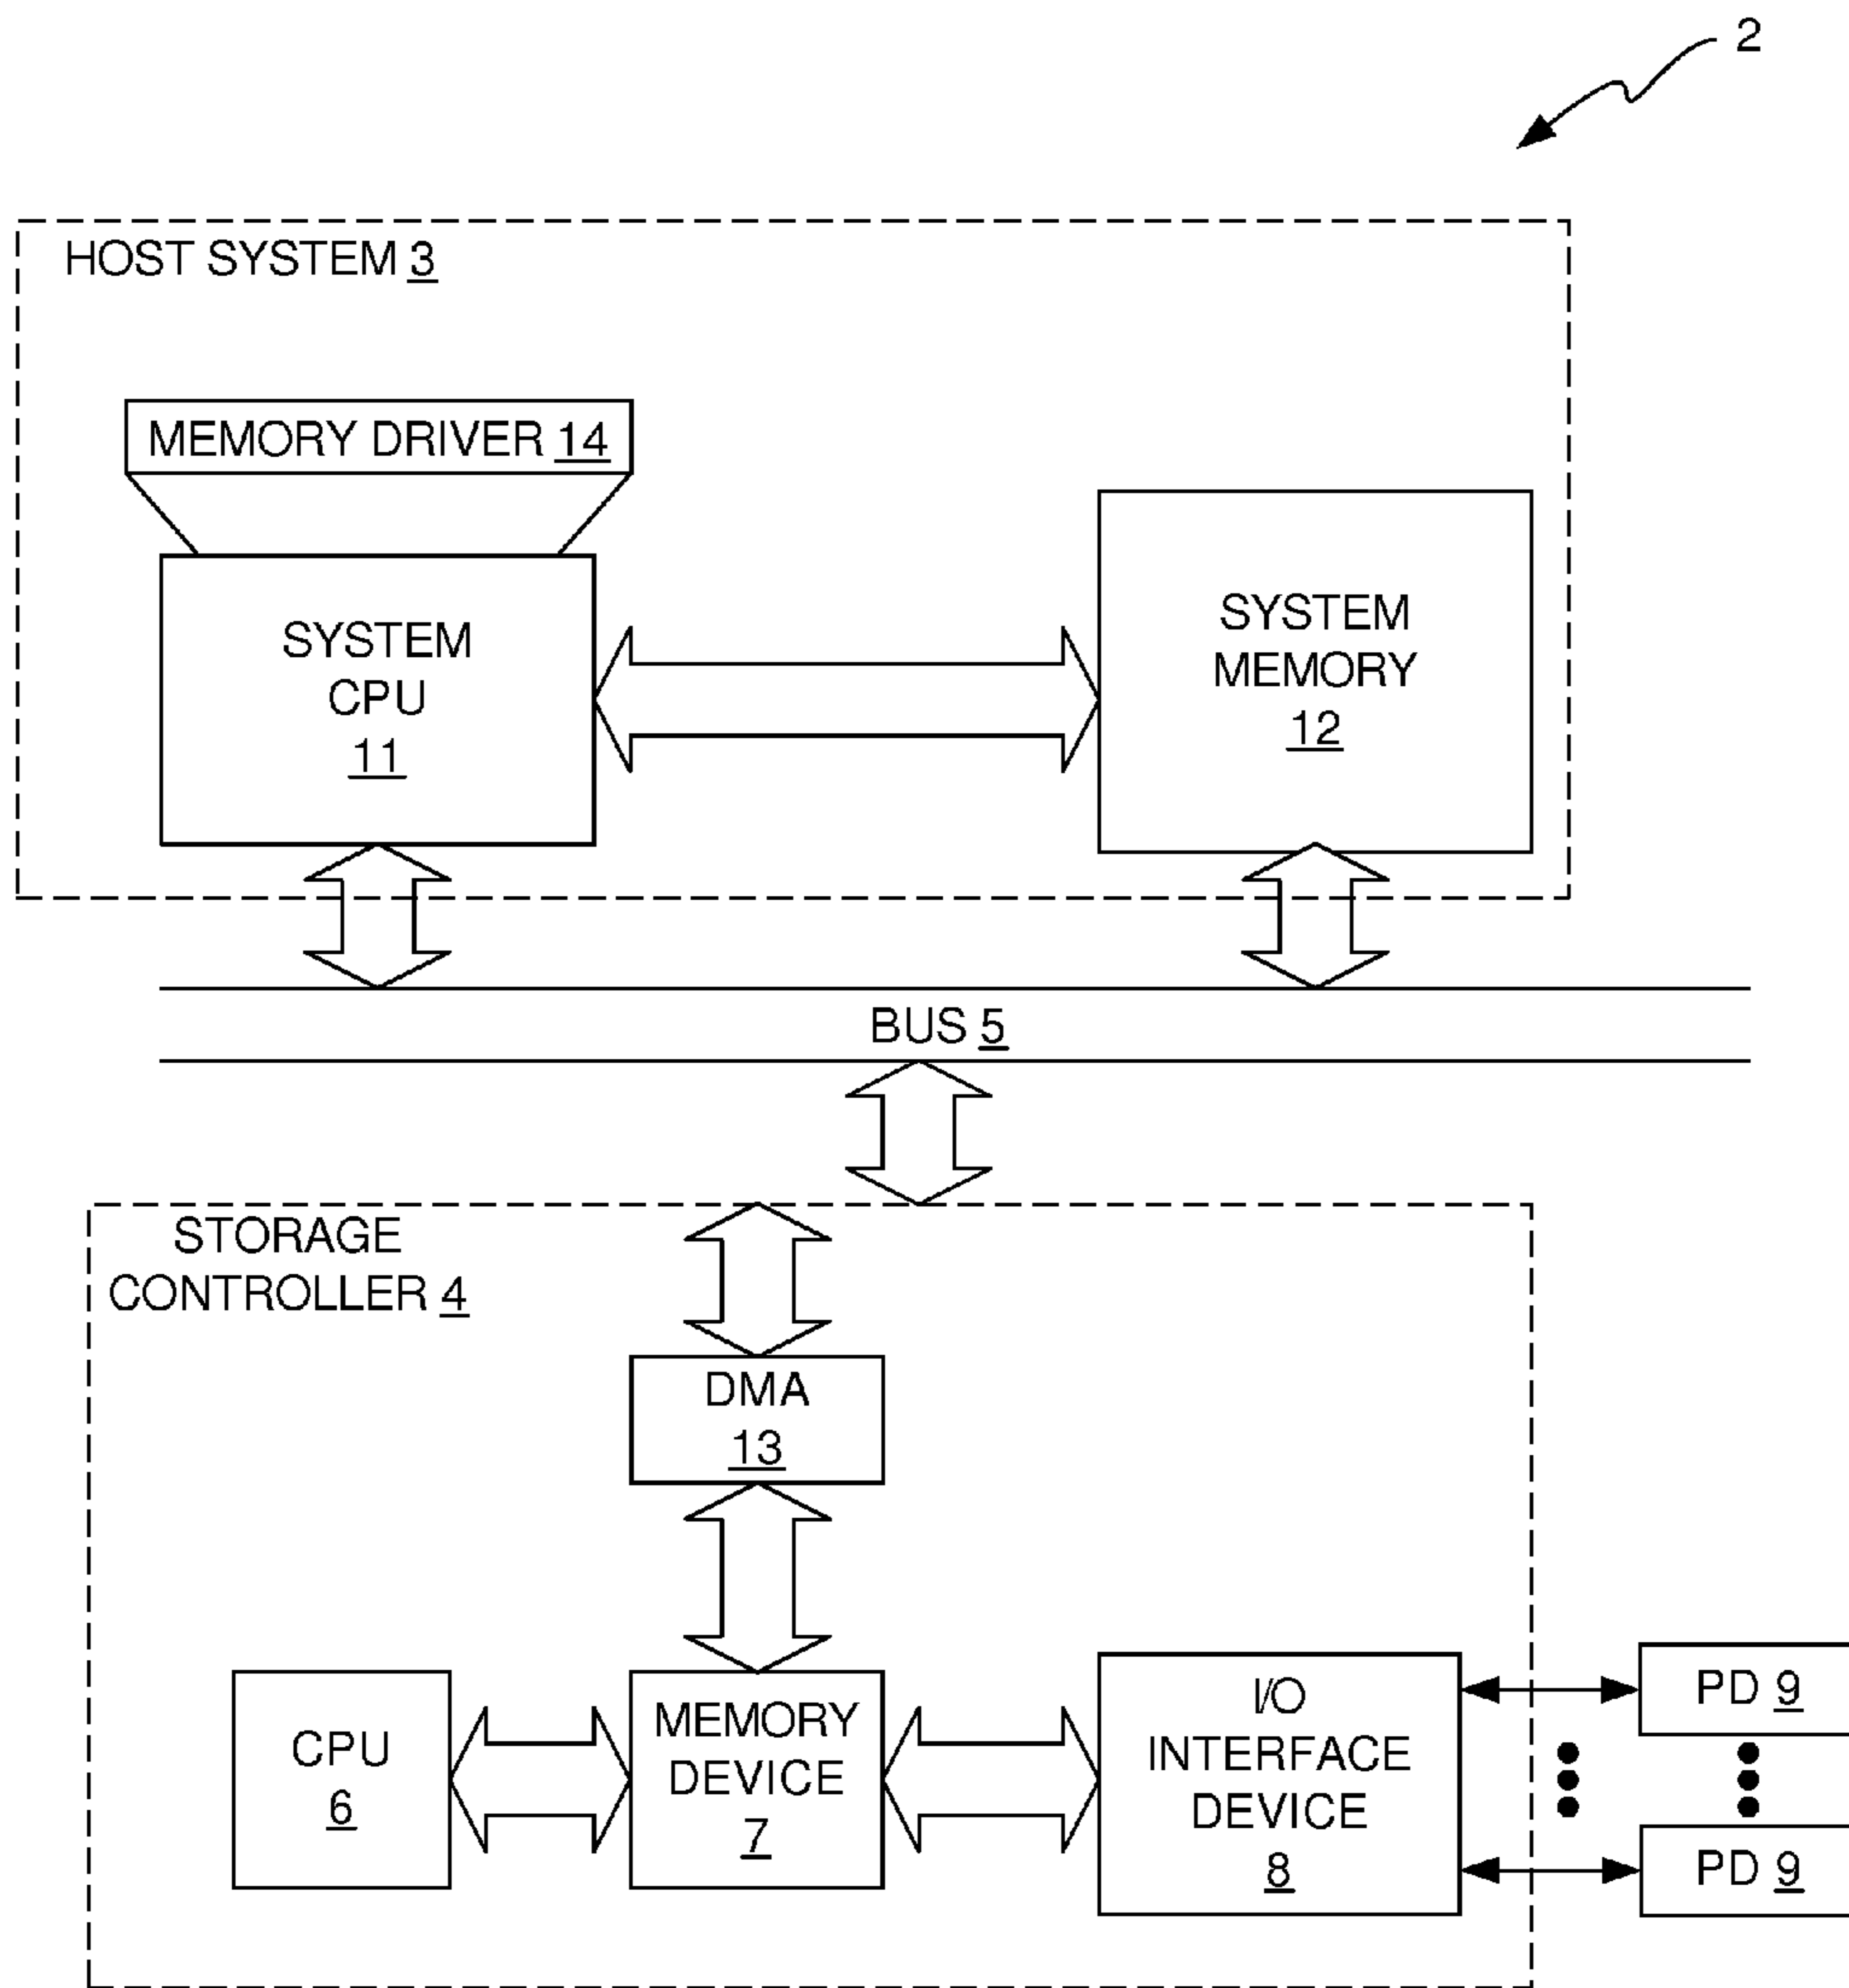 2
HOST SYSTEM 3
MEMORY DRIVER 14
SYSTEM
CPU
11
SYSTEM
MEMORY
12
BUS 5
STORAGE
CONTROLLER 4
DMA
13
CPU
6
MEMORY
DEVICE
7
I/O
INTERFACE
DEVICE
8
PD 9
PD 9